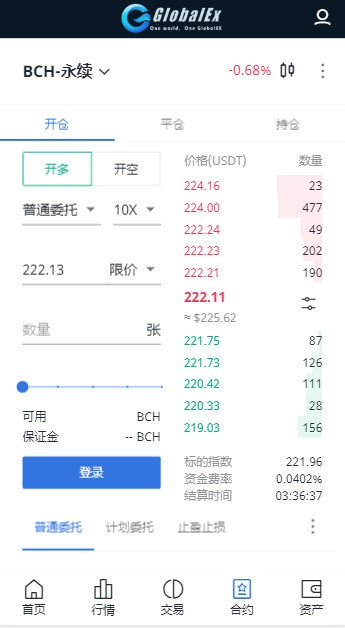 GlobalEx
One world, One GlobalEX
BCH-永续
-0.68%
开仓 平仓 持仓
开多 开空
普通委托 10X
222.13 限价
数量 张
可用 BCH
保证金 -- BCH
登录
价格(USDT) 数量
224.16 23
224.00 477
222.24 49
222.23 202
222.21 190
222.11
≈ $225.62
221.75 87
221.73 126
220.42 111
220.33 28
219.03 156
标的指数 221.96
资金费率 0.0402%
结算时间 03:36:37
普通委托 计划委托 止盈止损
首页 行情 交易 合约 资产